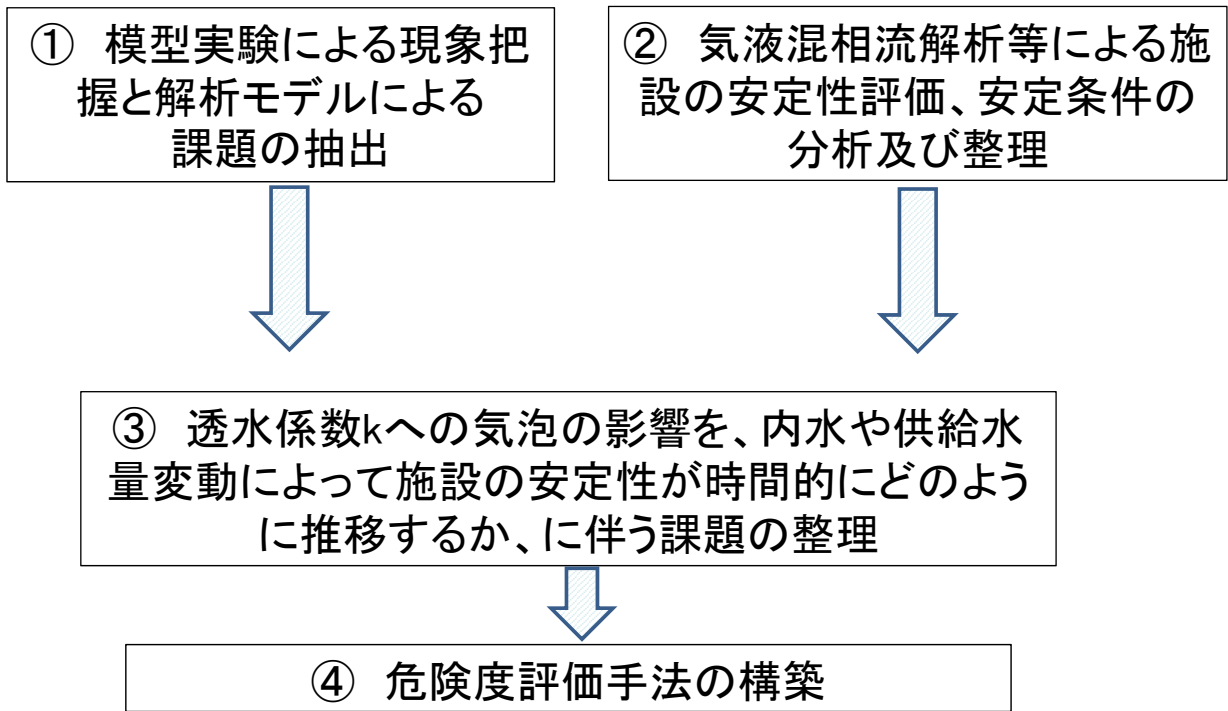 ① 模型実験による現象把
握と解析モデルによる
課題の抽出
② 気液混相流解析等による施
設の安定性評価、安定条件の
分析及び整理
③ 透水係数kへの気泡の影響を、内水や供給水
量変動によって施設の安定性が時間的にどのよう
に推移するか、に伴う課題の整理
④ 危険度評価手法の構築